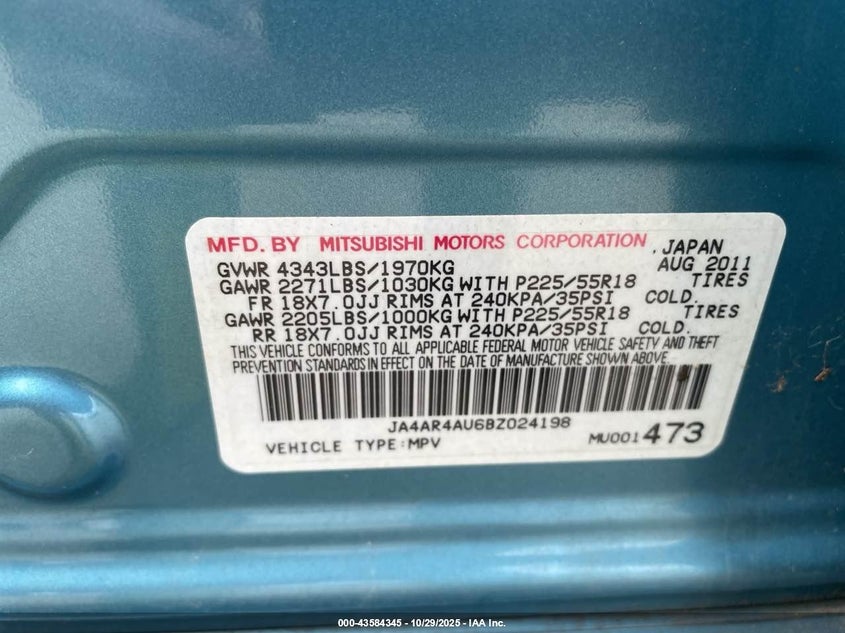 MFD. BY MITSUBISHI MOTORS CORPORATION , JAPAN
GVWR 4343LBS/1970KG AUG 2011
GAWR 2271LBS/1030KG WITH P225/55R18 TIRES
FR 18X7.0JJ RIMS AT 240KPA/35PSI COLD.
GAWR 2205LBS/1000KG WITH P225/55R18 TIRES
RR 18X7.0JJ RIMS AT 240KPA/35PSI COLD.
THIS VEHICLE CONFORMS TO ALL APPLICABLE FEDERAL MOTOR VEHICLE SAFETY AND THEFT
PREVENTION STANDARDS IN EFFECT ON THE DATE OF MANUFACTURE SHOWN ABOVE.
JA4AR4AU6BZ024198
VEHICLE TYPE:MPV MU001473
000-43584345 - 10/29/2025 - IAA Inc.